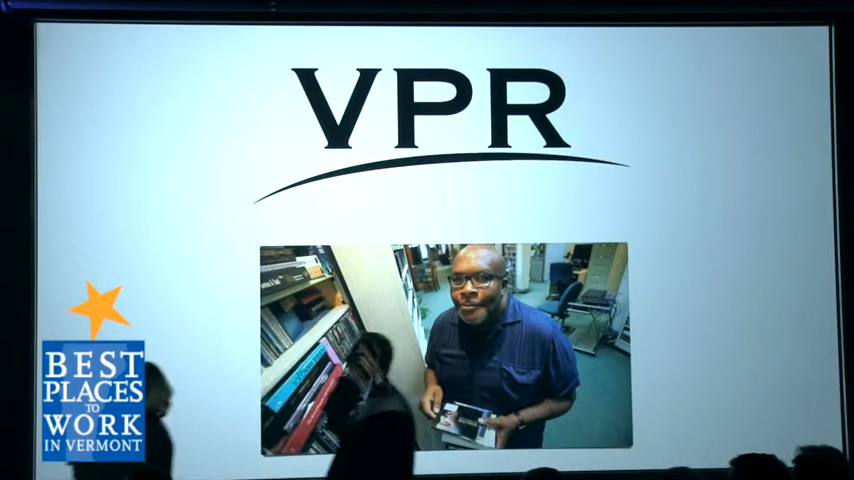 VPR
BEST
PLACES
TO
WORK
IN VERMONT